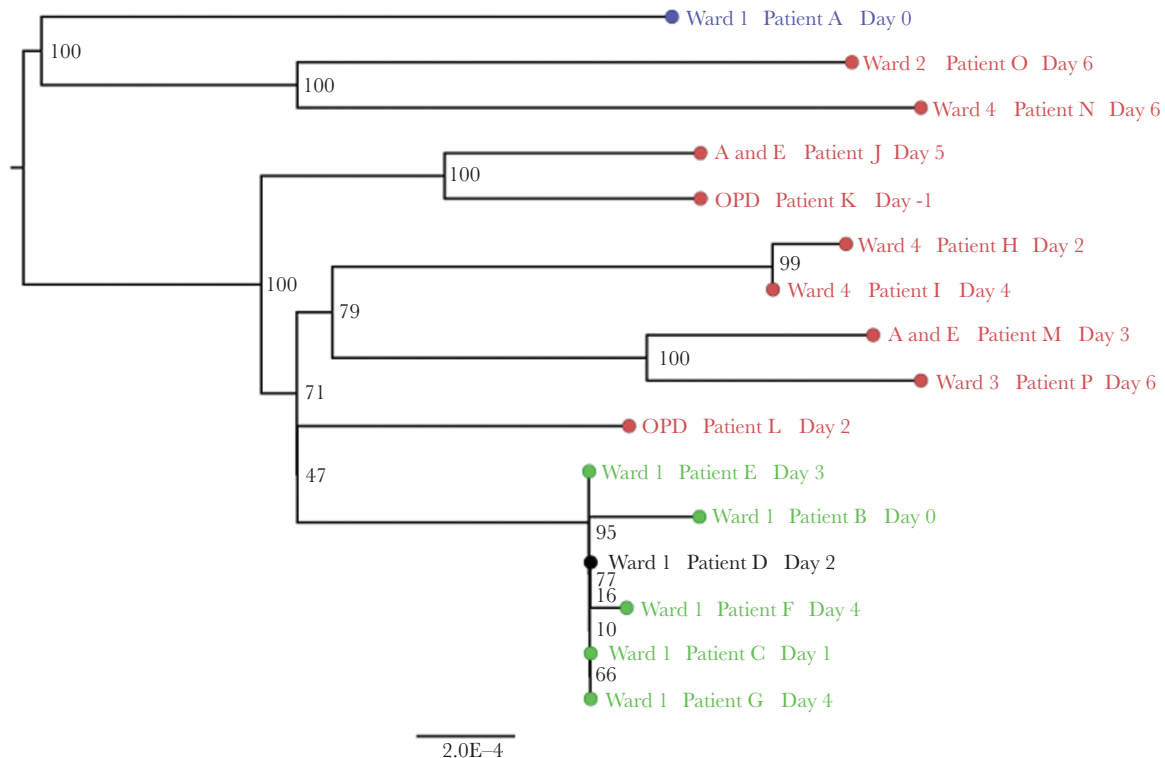 Ward 1 Patient A Day 0
100
Ward 2 Patient O Day 6
100
Ward 4 Patient N Day 6
A and E Patient J Day 5
100
OPD Patient K Day -1
Ward 4 Patient H Day 2
99
100
Ward 4 Patient I Day 4
79
A and E Patient M Day 3
100
Ward 3 Patient P Day 6
71
OPD Patient L Day 2
47
Ward 1 Patient E Day 3
Ward 1 Patient B Day 0
95
Ward 1 Patient D Day 2
77
16
Ward 1 Patient F Day 4
10
Ward 1 Patient C Day 1
66
Ward 1 Patient G Day 4
2.0E–4